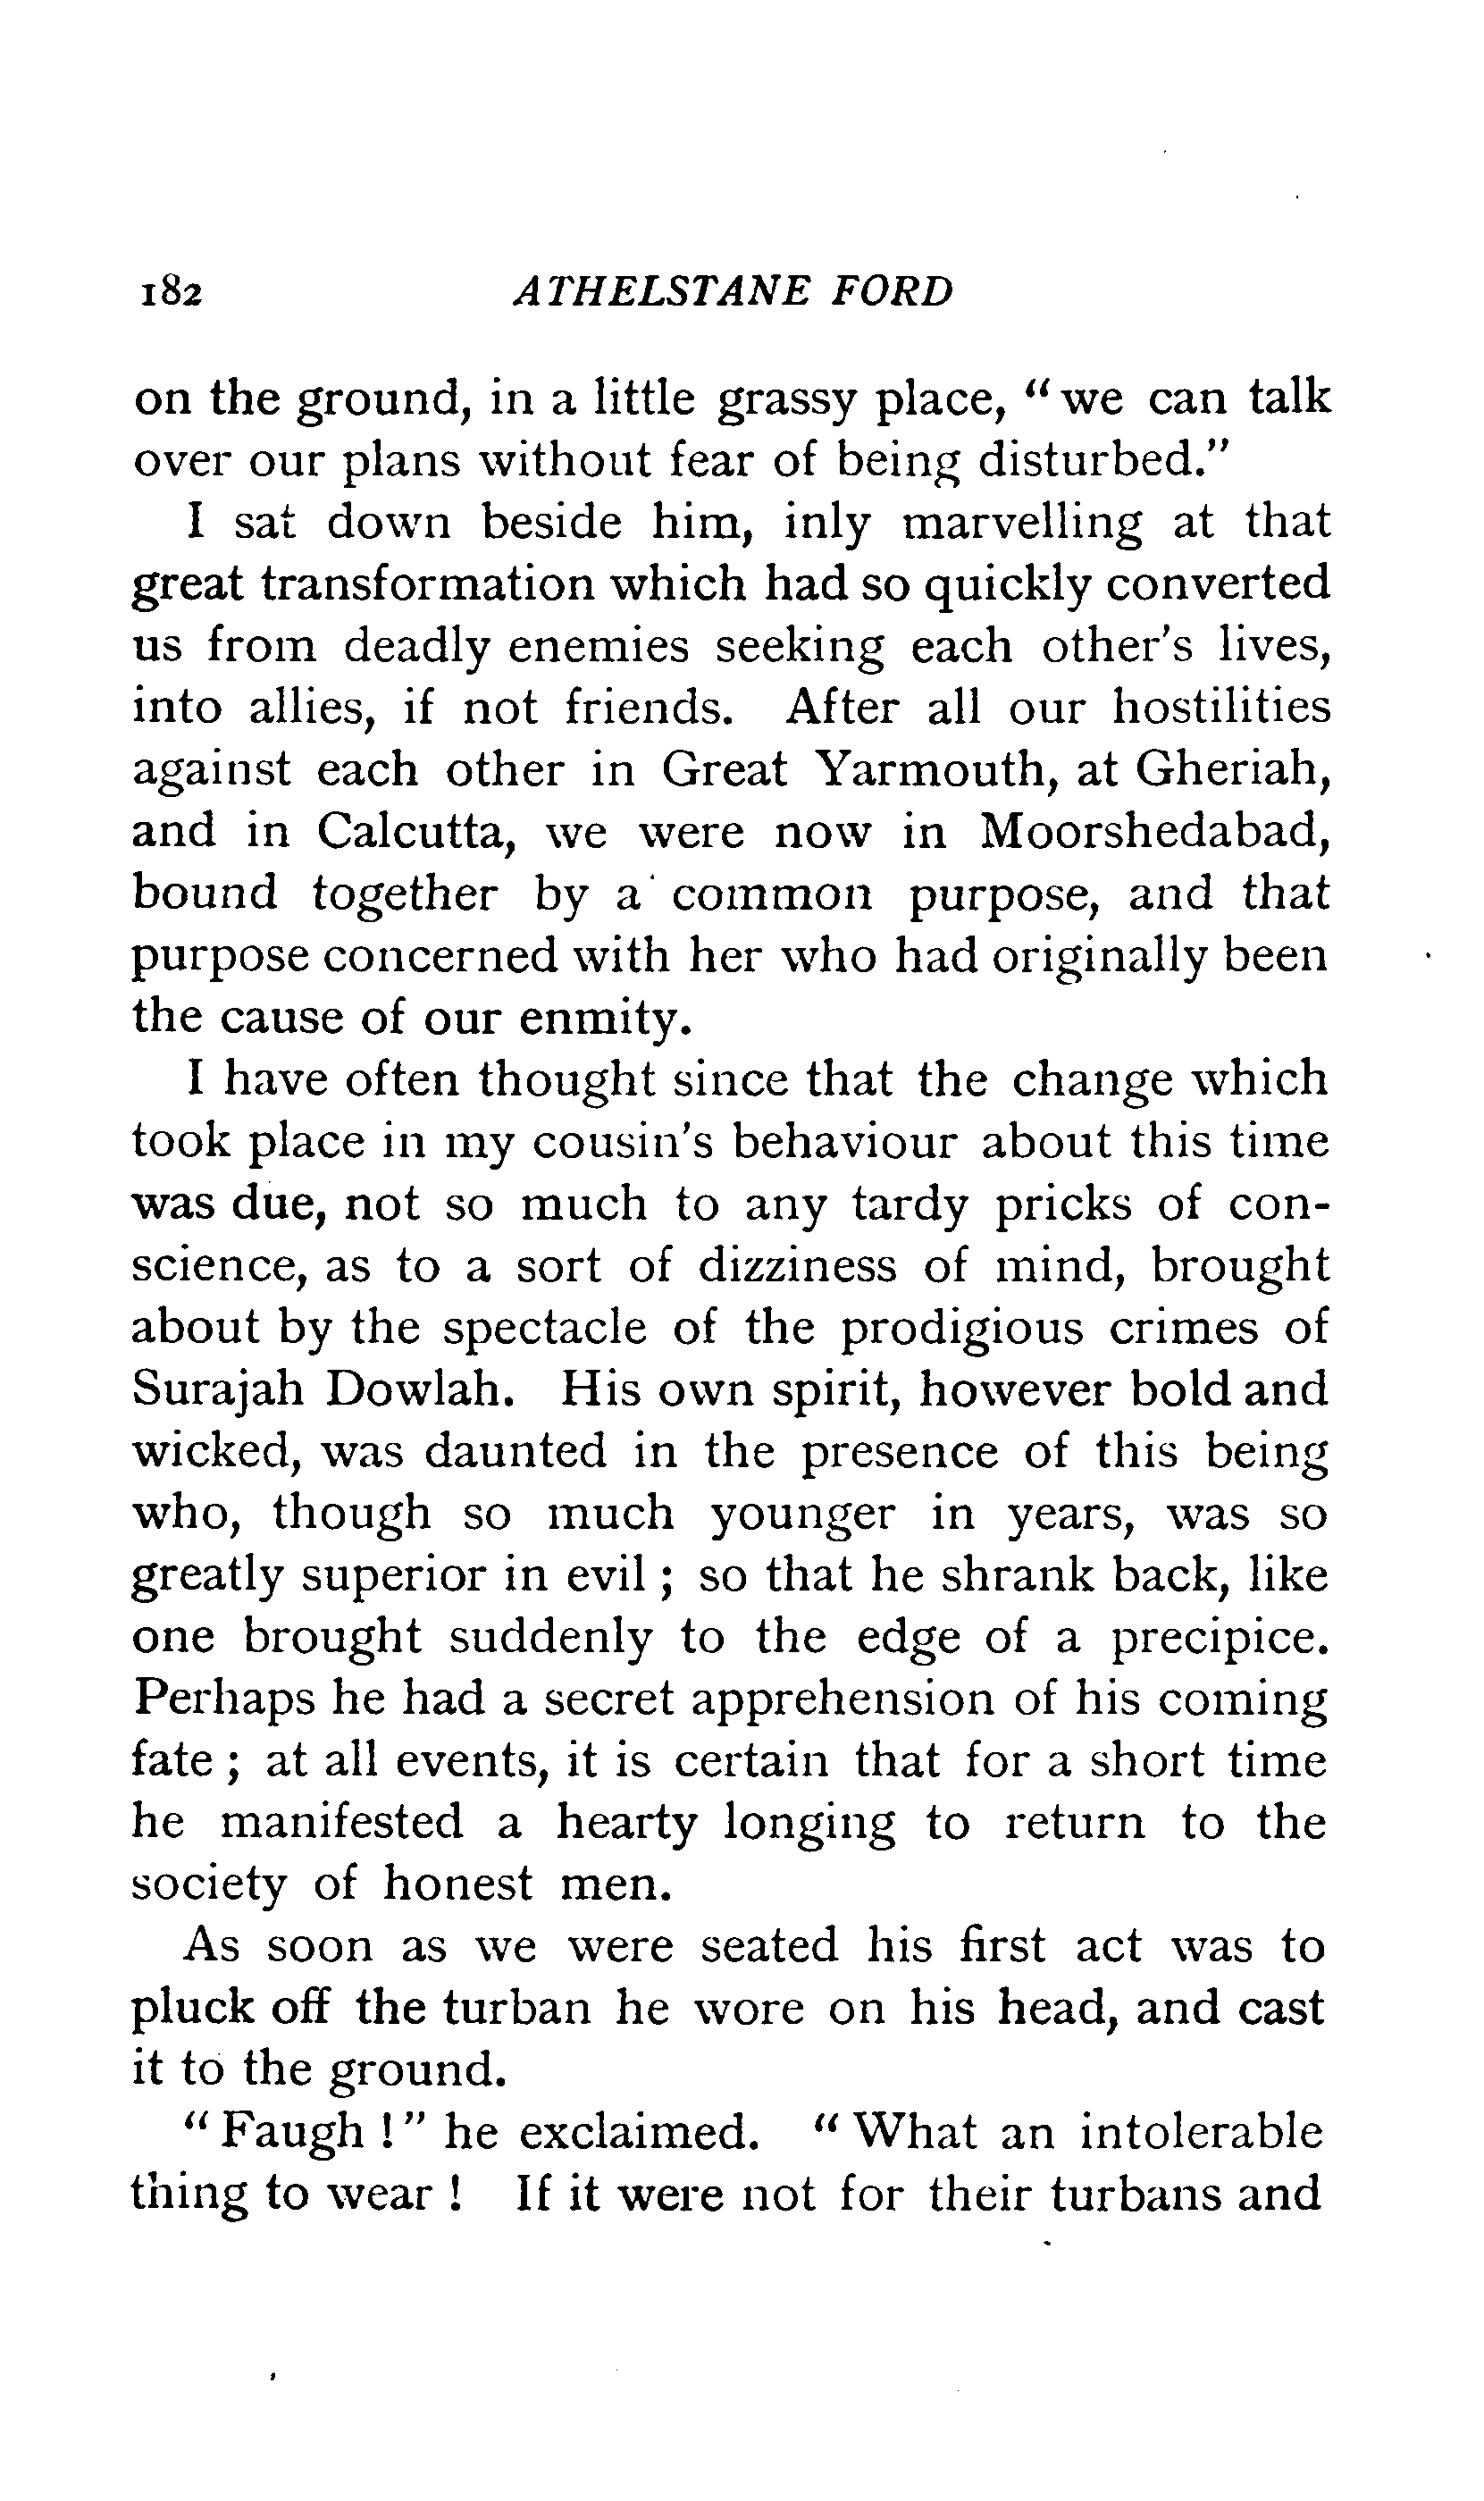 182 ATHELSTANE FORD
on the ground, in a little grassy place, “ we can talk
over our plans without fear of being disturbed.”
I sat down beside him, inly marvelling at that
great transformation which had so quickly converted
us from deadly enemies seeking each other's lives,
into allies, if not friends. After all our hostilities
against each other in Great Yarmouth, at Gheriah,
and in Calcutta, we were now in Moorshedabad,
bound together by a common purpose, and that
purpose concerned with her who had originally been
the cause of our enmity.
I have often thought since that the change which
took place in my cousin's behaviour about this time
was due, not so much to any tardy pricks of con-
science, as to a sort of dizziness of mind, brought
about by the spectacle of the prodigious crimes of
Surajah Dowlah. His own spirit, however bold and
wicked, was daunted in the presence of this being
who, though so much younger in years, was so
greatly superior in evil ; so that he shrank back, like
one brought suddenly to the edge of a precipice.
Perhaps he had a secret apprehension of his coming
fate ; at all events, it is certain that for a short time
he manifested a hearty longing to return to the
society of honest men.
As soon as we were seated his first act was to
pluck off the turban he wore on his head, and cast
it to the ground.
“ Faugh ! ” he exclaimed. “ What an intolerable
thing to wear ! If it were not for their turbans and